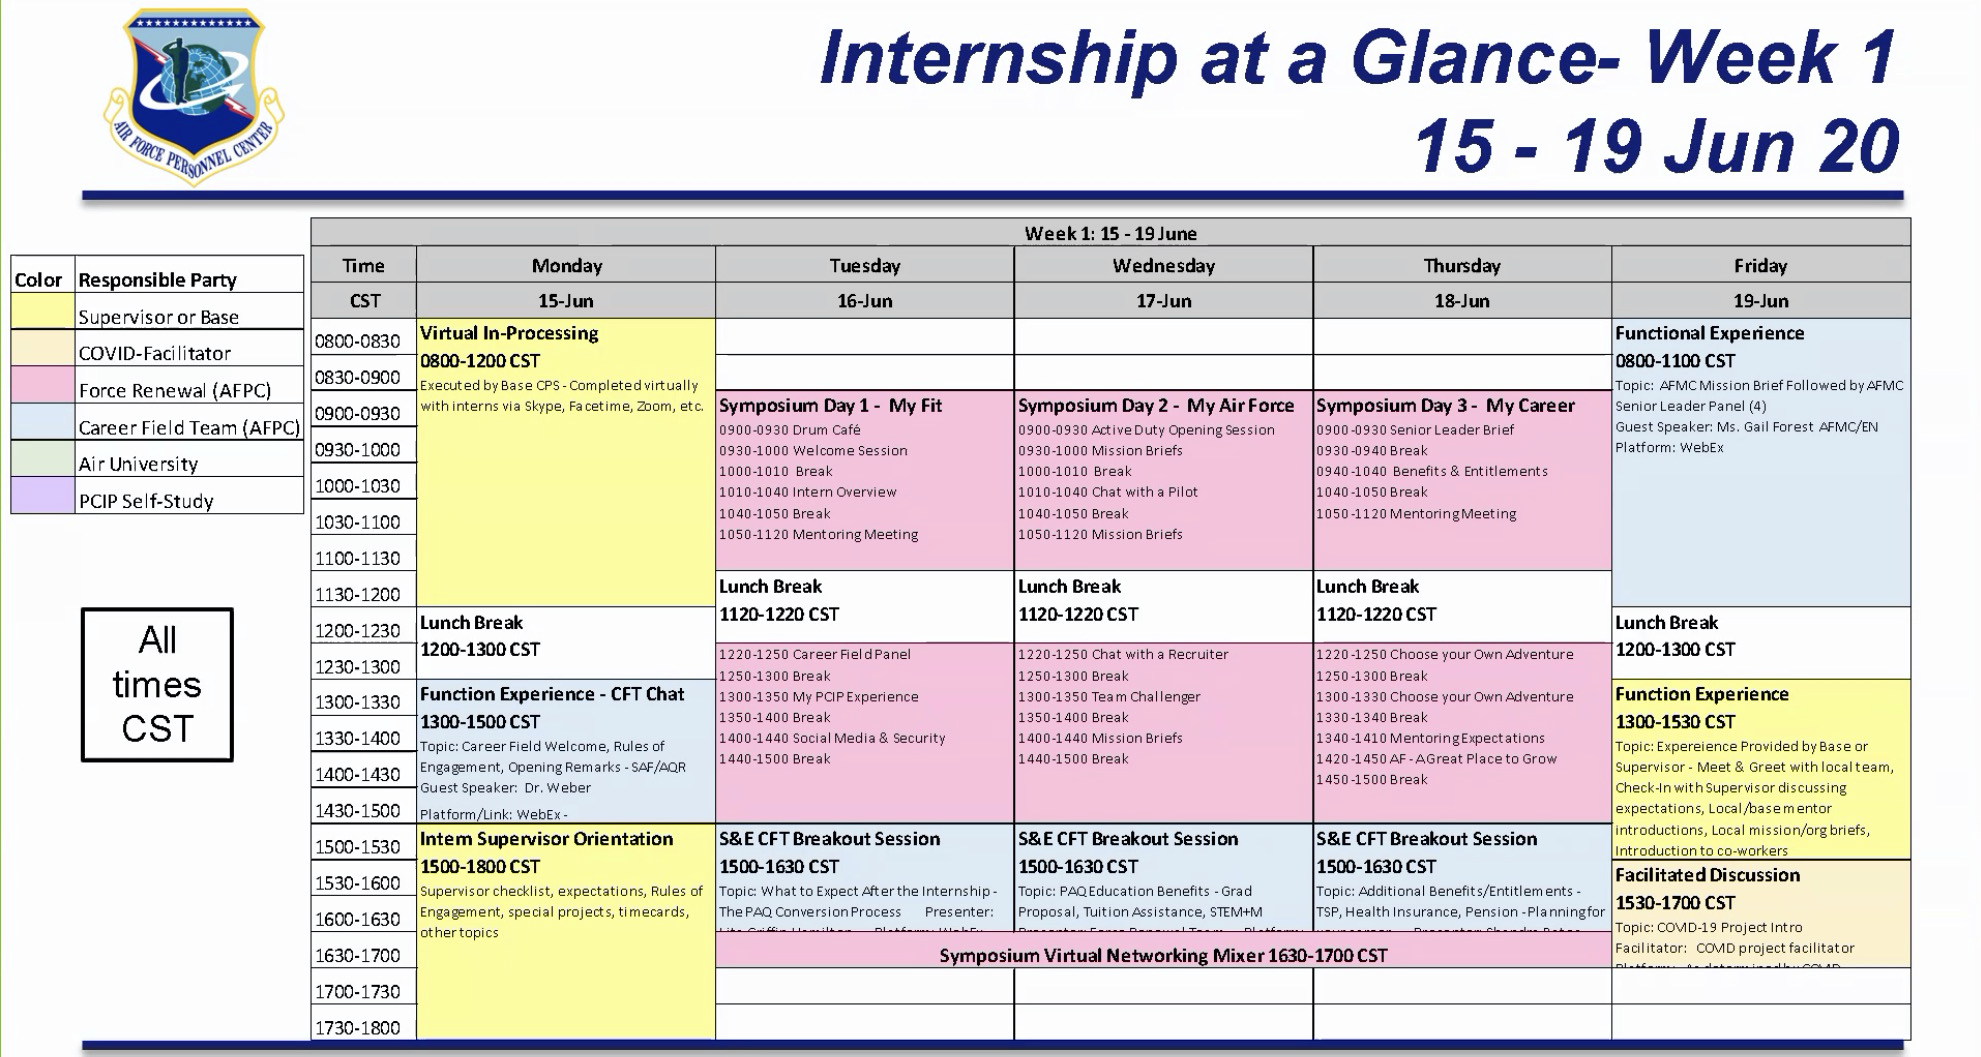 Internship at a Glance- Week 1
15 - 19 Jun 20
AIR FORCE PERSONNEL CENTER
Color Responsible Party
Supervisor or Base
COVID-Facilitator
Force Renewal (AFPC)
Career Field Team (AFPC)
Air University
PCIP Self-Study
All
times
CST
Week 1: 15 - 19 June
Time Monday Tuesday Wednesday Thursday Friday
CST 15-Jun 16-Jun 17-Jun 18-Jun 19-Jun
0800-0830
0830-0900
0900-0930
0930-1000
1000-1030
1030-1100
1100-1130
1130-1200
1200-1230
1230-1300
1300-1330
1330-1400
1400-1430
1430-1500
1500-1530
1530-1600
1600-1630
1630-1700
1700-1730
1730-1800
Virtual In-Processing
0800-1200 CST
Executed by Base CPS - Completed virtually
with interns via Skype, Facetime, Zoom, etc.
Lunch Break
1200-1300 CST
Function Experience - CFT Chat
1300-1500 CST
Topic: Career Field Welcome, Rules of
Engagement, Opening Remarks - SAF/AQR
Guest Speaker: Dr. Weber
Platform/Link: WebEx -
Intern Supervisor Orientation
1500-1800 CST
Supervisor checklist, expectations, Rules of
Engagement, special projects, timecards,
other topics
Symposium Day 1 - My Fit
0900-0930 Drum Café
0930-1000 Welcome Session
1000-1010 Break
1010-1040 Intern Overview
1040-1050 Break
1050-1120 Mentoring Meeting
Lunch Break
1120-1220 CST
1220-1250 Career Field Panel
1250-1300 Break
1300-1350 My PCIP Experience
1350-1400 Break
1400-1440 Social Media & Security
1440-1500 Break
S&E CFT Breakout Session
1500-1630 CST
Topic: What to Expect After the Internship -
The PAQ Conversion Process Presenter:
Symposium Day 2 - My Air Force
0900-0930 Active Duty Opening Session
0930-1000 Mission Briefs
1000-1010 Break
1010-1040 Chat with a Pilot
1040-1050 Break
1050-1120 Mission Briefs
Lunch Break
1120-1220 CST
1220-1250 Chat with a Recruiter
1250-1300 Break
1300-1350 Team Challenger
1350-1400 Break
1400-1440 Mission Briefs
1440-1500 Break
S&E CFT Breakout Session
1500-1630 CST
Topic: PAQ Education Benefits - Grad
Proposal, Tuition Assistance, STEM+M
Symposium Day 3 - My Career
0900-0930 Senior Leader Brief
0930-0940 Break
0940-1040 Benefits & Entitlements
1040-1050 Break
1050-1120 Mentoring Meeting
Lunch Break
1120-1220 CST
1220-1250 Choose your Own Adventure
1250-1300 Break
1300-1330 Choose your Own Adventure
1330-1340 Break
1340-1410 Mentoring Expectations
1420-1450 AF - A Great Place to Grow
1450-1500 Break
S&E CFT Breakout Session
1500-1630 CST
Topic: Additional Benefits/Entitlements -
TSP, Health Insurance, Pension - Planning for
Symposium Virtual Networking Mixer 1630-1700 CST
Functional Experience
0800-1100 CST
Topic: AFMC Mission Brief Followed by AFMC
Senior Leader Panel (4)
Guest Speaker: Ms. Gail Forest AFMC/EN
Platform: WebEx
Lunch Break
1200-1300 CST
Function Experience
1300-1530 CST
Topic: Expereience Provided by Base or
Supervisor - Meet & Greet with local team,
Check-In with Supervisor discussing
expectations, Local/base mentor
introductions, Local mission/org briefs,
Introduction to co-workers
Facilitated Discussion
1530-1700 CST
Topic: COVID-19 Project Intro
Facilitator: COVID project facilitator